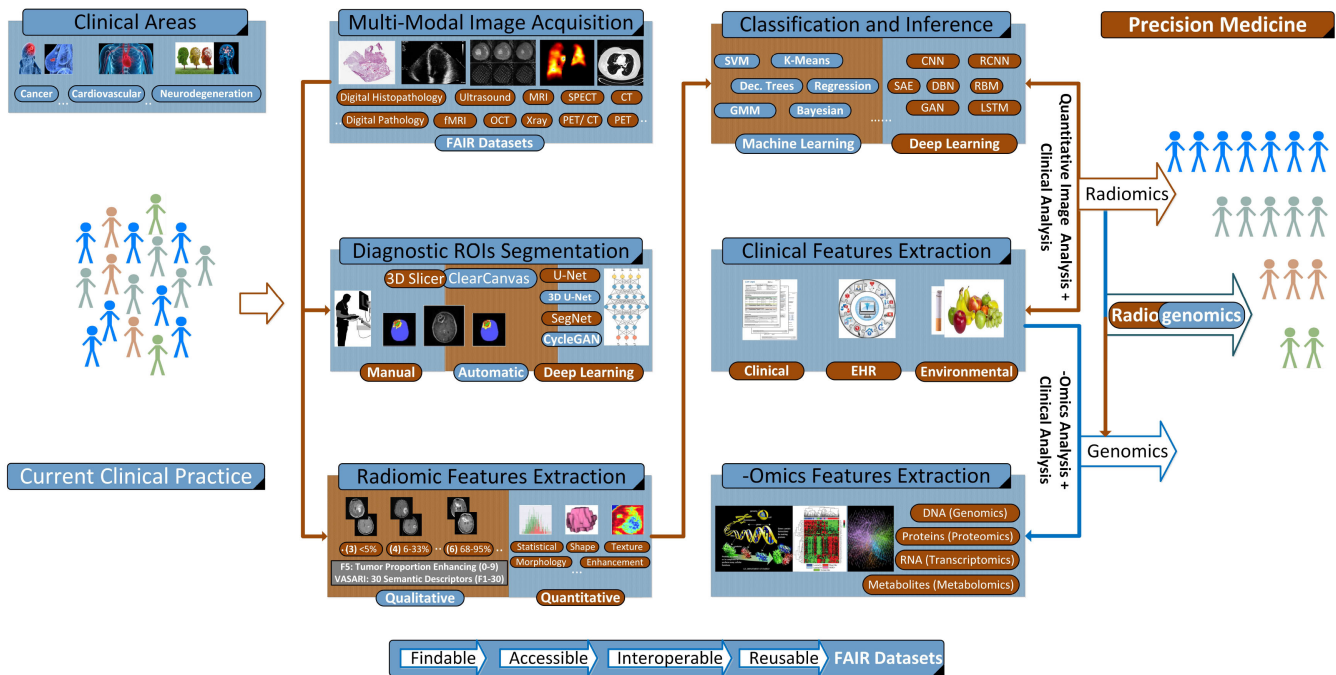 Clinical Areas
Cancer
...
Cardiovascular
..
Neurodegeneration
...
Current Clinical Practice
Multi-Modal Image Acquisition
Digital Histopathology
Ultrasound
MRI
SPECT
CT
..
Digital Pathology
fMRI
OCT
Xray
PET/ CT
PET
..
FAIR Datasets
Diagnostic ROIs Segmentation
3D Slicer
ClearCanvas
U-Net
3D U-Net
SegNet
CycleGAN
Manual
Automatic
Deep Learning
Radiomic Features Extraction
(3) <5%
(4) 6-33%
..
(6) 68-95%
..
F5: Tumor Proportion Enhancing (0-9)
VASARI: 30 Semantic Descriptors (F1-30)
Qualitative
Statistical
Shape
Texture
Morphology
...
Enhancement
Quantitative
Classification and Inference
SVM
K-Means
Dec. Trees
Regression
GMM
Bayesian
......
Machine Learning
CNN
RCNN
SAE
DBN
RBM
GAN
LSTM
Deep Learning
Clinical Features Extraction
Clinical
EHR
Environmental
-Omics Features Extraction
DNA (Genomics)
Proteins (Proteomics)
RNA (Transcriptomics)
Metabolites (Metabolomics)
Quantitative Image Analysis +
Clinical Analysis
-Omics Analysis +
Clinical Analysis
Precision Medicine
Radiomics
Radiogenomics
Genomics
Findable
Accessible
Interoperable
Reusable
FAIR Datasets